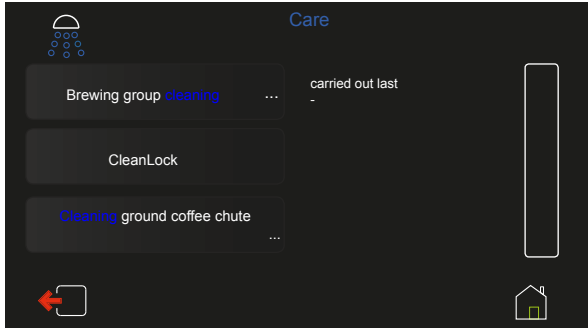 Care
Brewing group cleaning ...
carried out last
-
CleanLock
Cleaning ground coffee chute
...